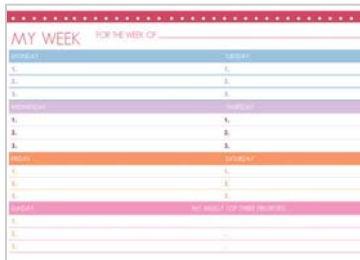 MY WEEK FOR THE WEEK OF
MONDAY TUESDAY
1. 1.
2. 2.
3. 3.
WEDNESDAY THURSDAY
1. 1.
2. 2.
3. 3.
FRIDAY SATURDAY
1. 1.
2. 2.
3. 3.
SUNDAY MY WEEKLY TOP THREE PRIORITIES
1.
2.
3.